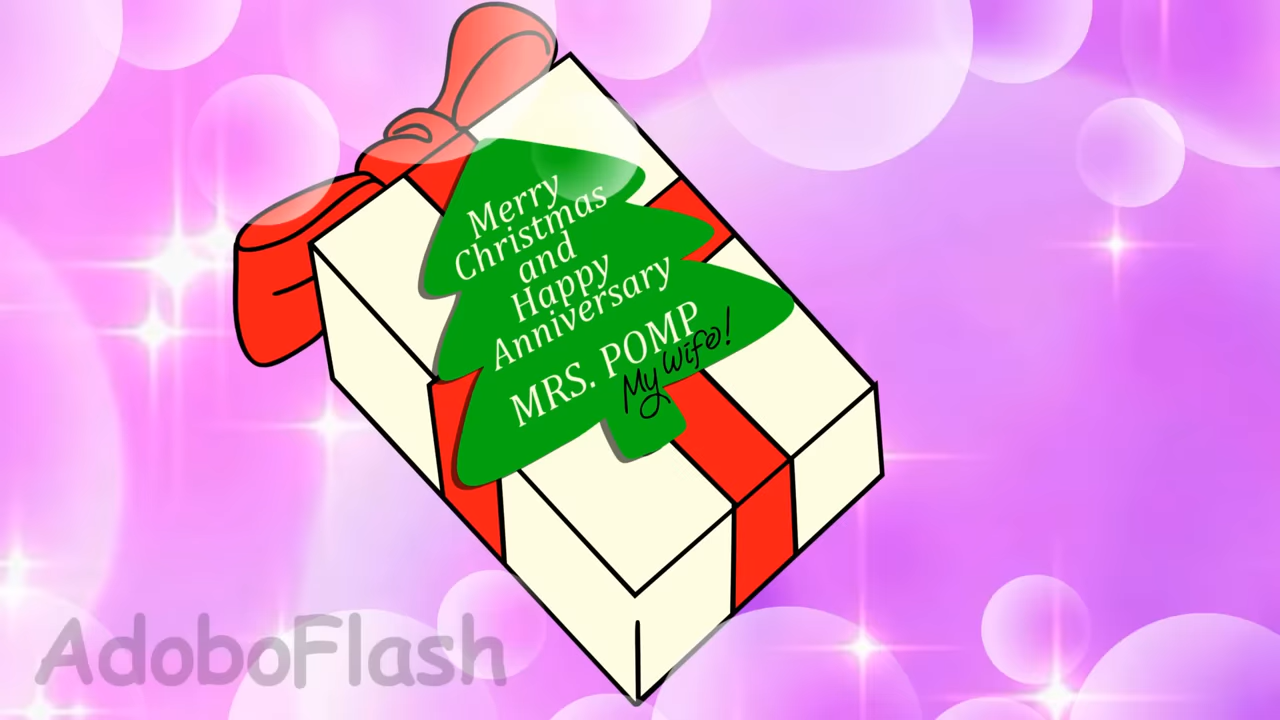 Merry
Christmas
and
Happy
Anniversary
MRS. POMP
My Wife!
AdoboFlash